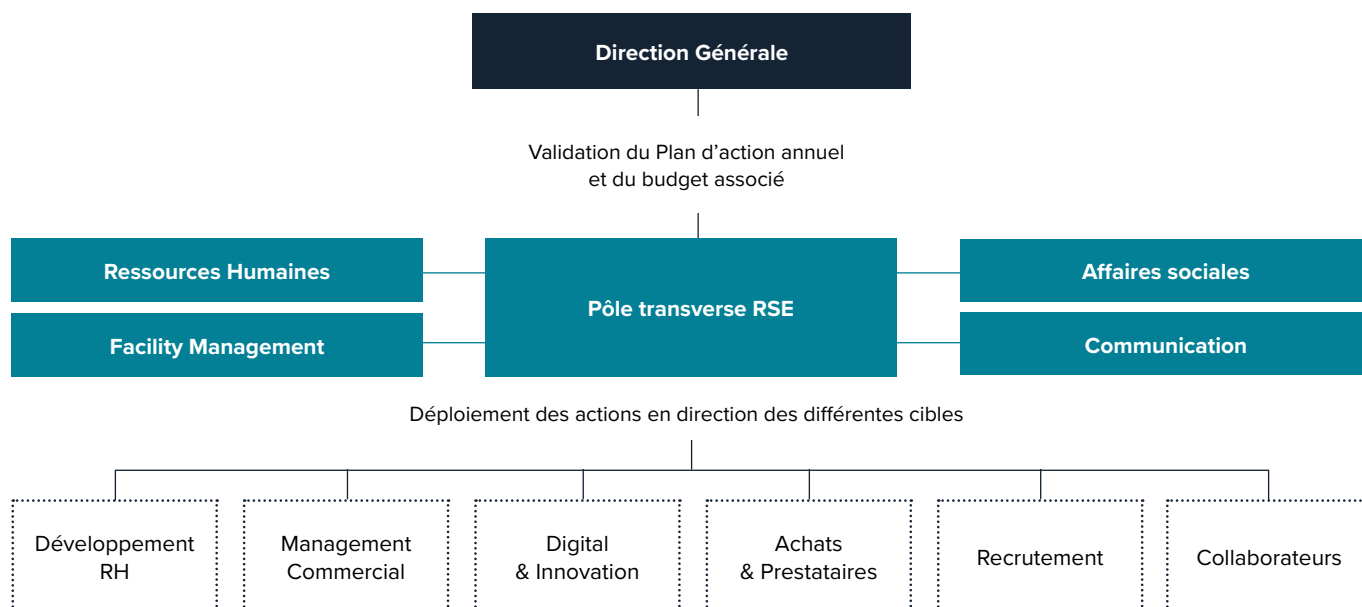 Direction Générale
Validation du Plan d’action annuel
et du budget associé
Ressources Humaines
Facility Management
Pôle transverse RSE
Affaires sociales
Communication
Déploiement des actions en direction des différentes cibles
Développement
RH
Management
Commercial
Digital
& Innovation
Achats
& Prestataires
Recrutement
Collaborateurs